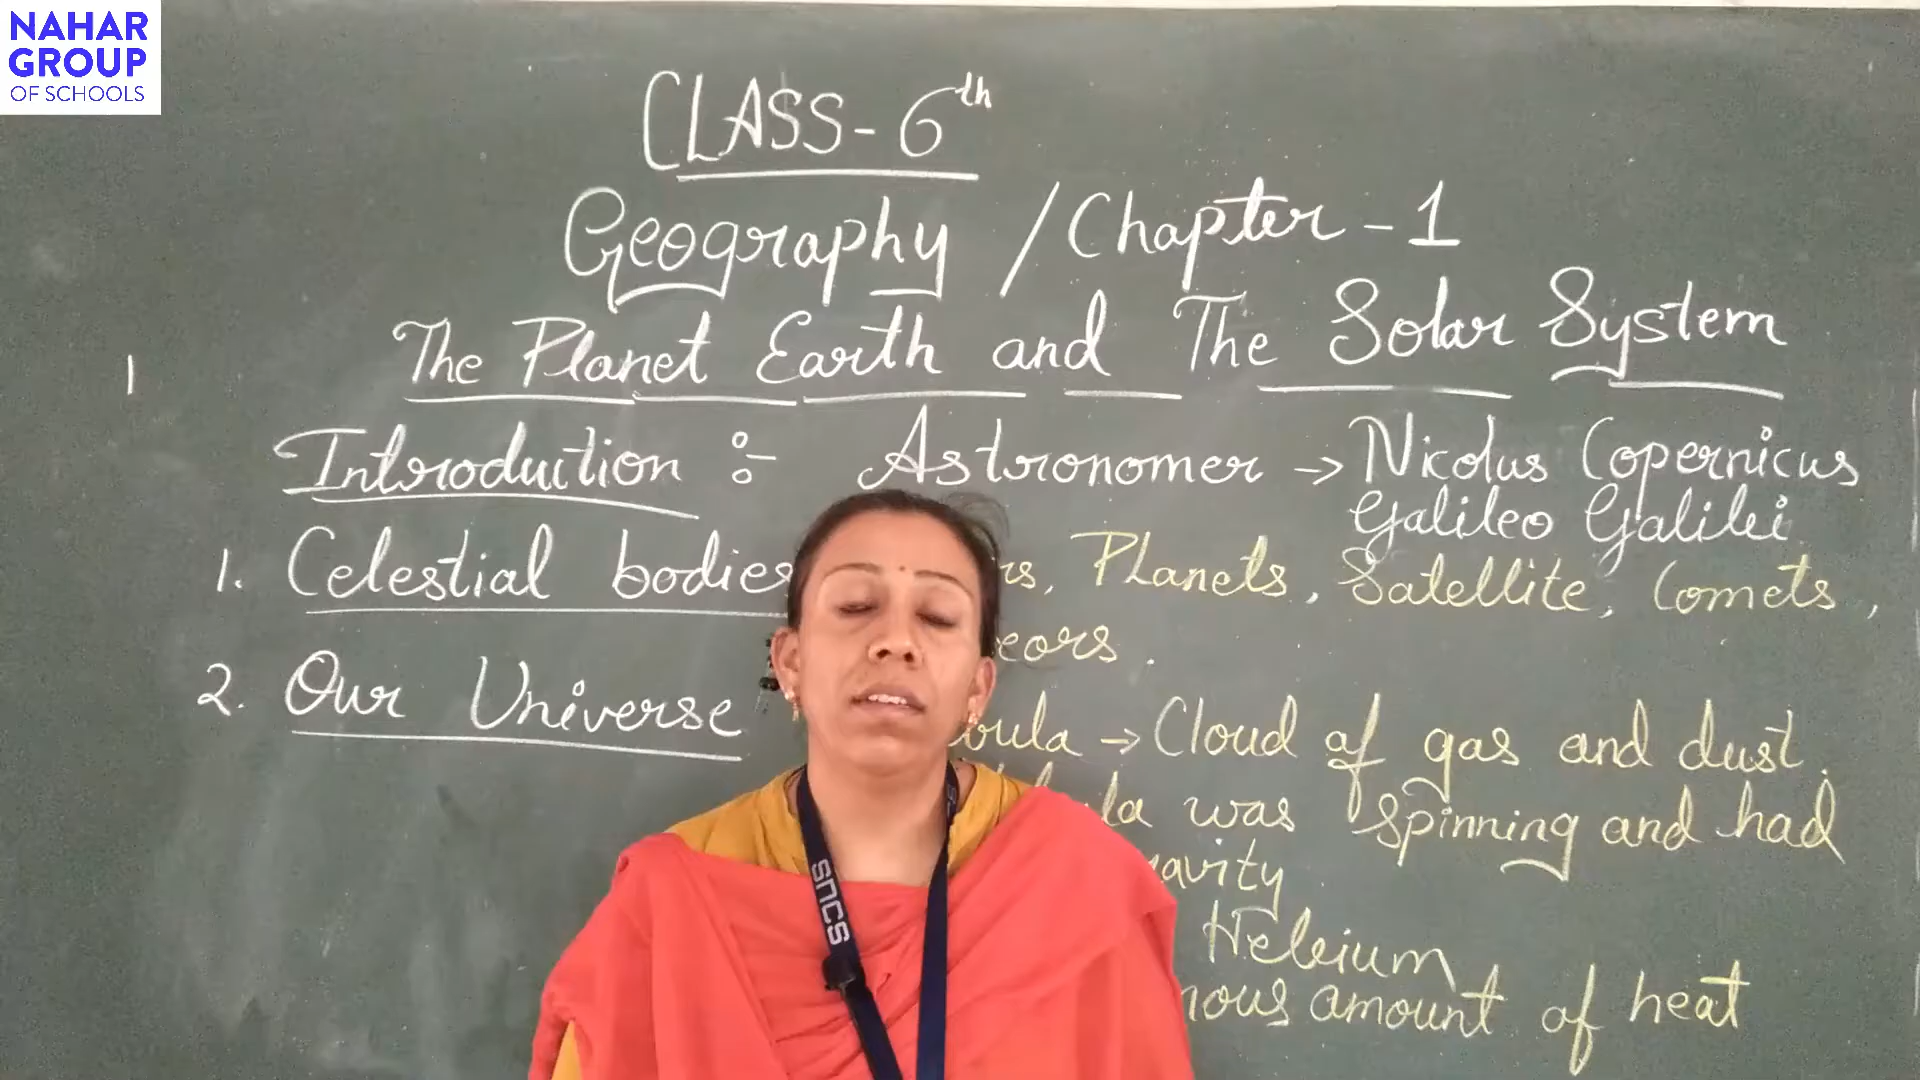 NAHAR
GROUP
OF SCHOOLS
CLASS - 6th
Geography / Chapter - 1
1
The Planet Earth and The Solar System
Introduction :- Astronomer → Nicolus Copernicus
Galileo Galilei
1. Celestial bodies Planets, Satellite, Comets,
2. Our Universe → Cloud of gas and dust.
was spinning and had
Helium
amount of heat
SNCS